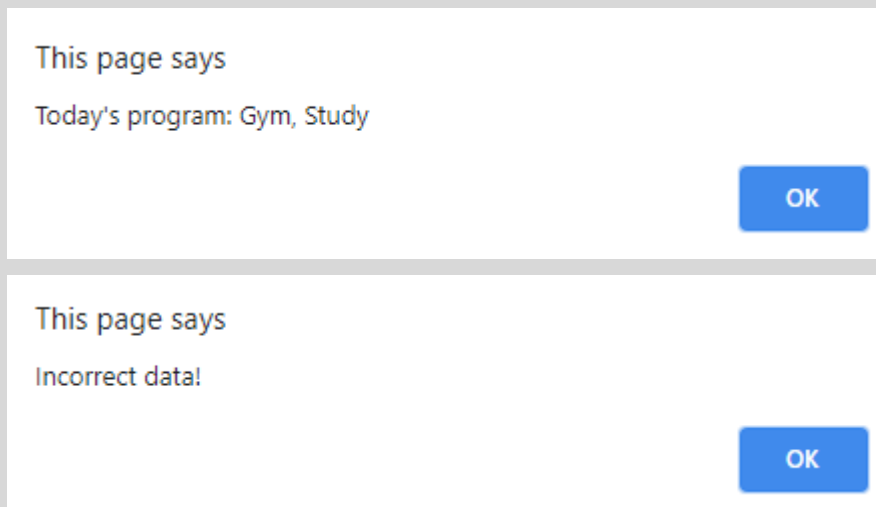 This page says
Today's program: Gym, Study
OK
This page says
Incorrect data!
OK